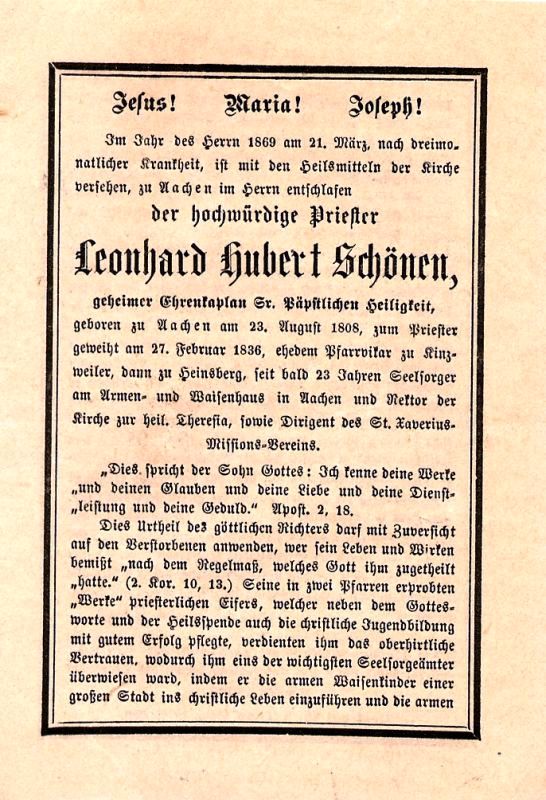 Jesus! Maria! Joseph!
Im Jahr des Herrn 1869 am 21. März, nach dreimo-
natlicher Krankheit, ist mit den Heilsmitteln der Kirche
versehen, zu Aachen im Herrn entschlafen
der hochwürdige Priester
Leonhard Hubert Schönen,
geheimer Ehrenkaplan Sr. Päpstlichen Heiligkeit,
geboren zu Aachen am 23. August 1808, zum Priester
geweiht am 27. Februar 1836, ehedem Pfarrvikar zu Kinz-
weiler, dann zu Heinsberg, seit bald 23 Jahren Seelsorger
am Armen- und Waisenhaus in Aachen und Rektor der
Kirche zur heil. Theresia, sowie Dirigent des St. Xaverius-
Missions-Vereins.
„Dies spricht der Sohn Gottes: Ich kenne deine Werke
„und deinen Glauben und deine Liebe und deine Dienst-
„leistung und deine Geduld.“ Apost. 2, 18.
Dies Urtheil des göttlichen Richters darf mit Zuversicht
auf den Verstorbenen anwenden, wer sein Leben und Wirken
bemißt „nach dem Regelmaß, welches Gott ihm zugetheilt
„hatte.“ (2. Kor. 10, 13.) Seine in zwei Pfarren erprobten
„Werke“ priesterlichen Eifers, welcher neben dem Gottes-
worte und der Heilsspende auch die christliche Jugendbildung
mit gutem Erfolg pflegte, verdienten ihm das oberhirtliche
Vertrauen, wodurch ihm eins der wichtigsten Seelsorgeämter
überwiesen ward, indem er die armen Waisenkinder einer
großen Stadt ins christliche Leben einzuführen und die armen